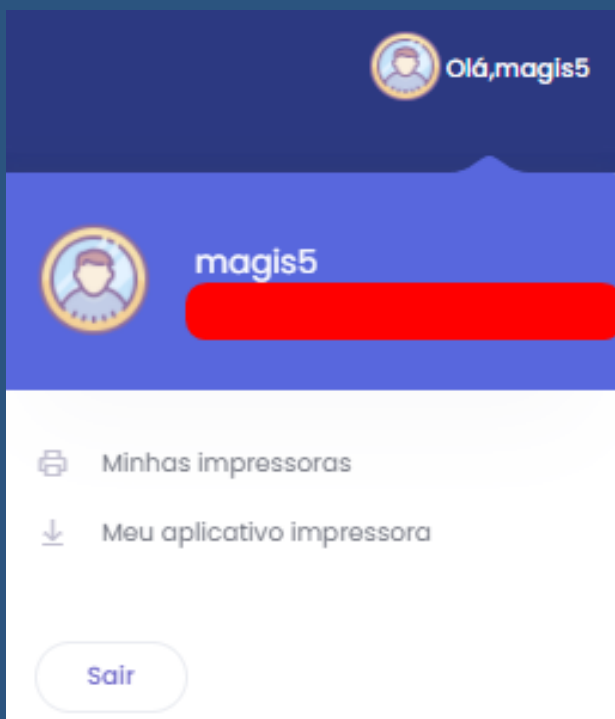 Olá,magis5
magis5
Minhas impressoras
Meu aplicativo impressora
Sair